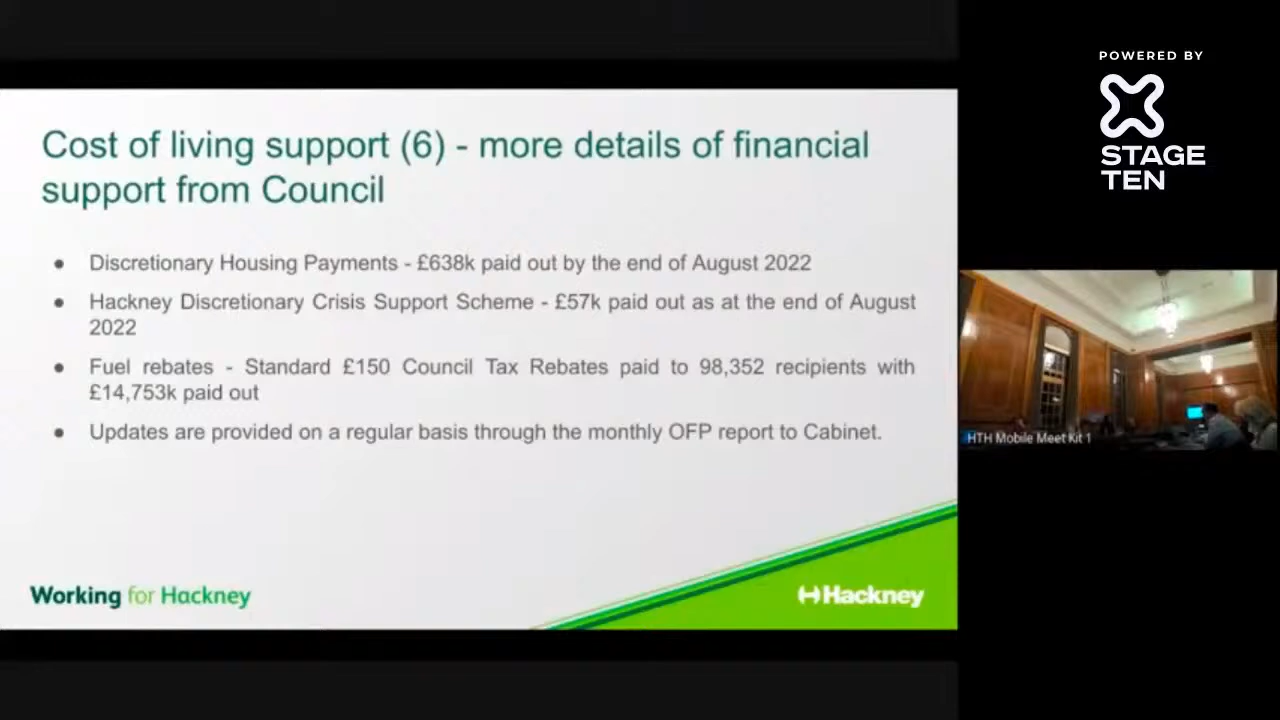 Cost of living support (6) - more details of financial
support from Council
● Discretionary Housing Payments - £638k paid out by the end of August 2022
● Hackney Discretionary Crisis Support Scheme - £57k paid out as at the end of August
2022
● Fuel rebates - Standard £150 Council Tax Rebates paid to 98,352 recipients with
£14,753k paid out
● Updates are provided on a regular basis through the monthly OFP report to Cabinet.
Working for Hackney
Hackney
POWERED BY
STAGE
TEN
HTH Mobile Meet Kit 1